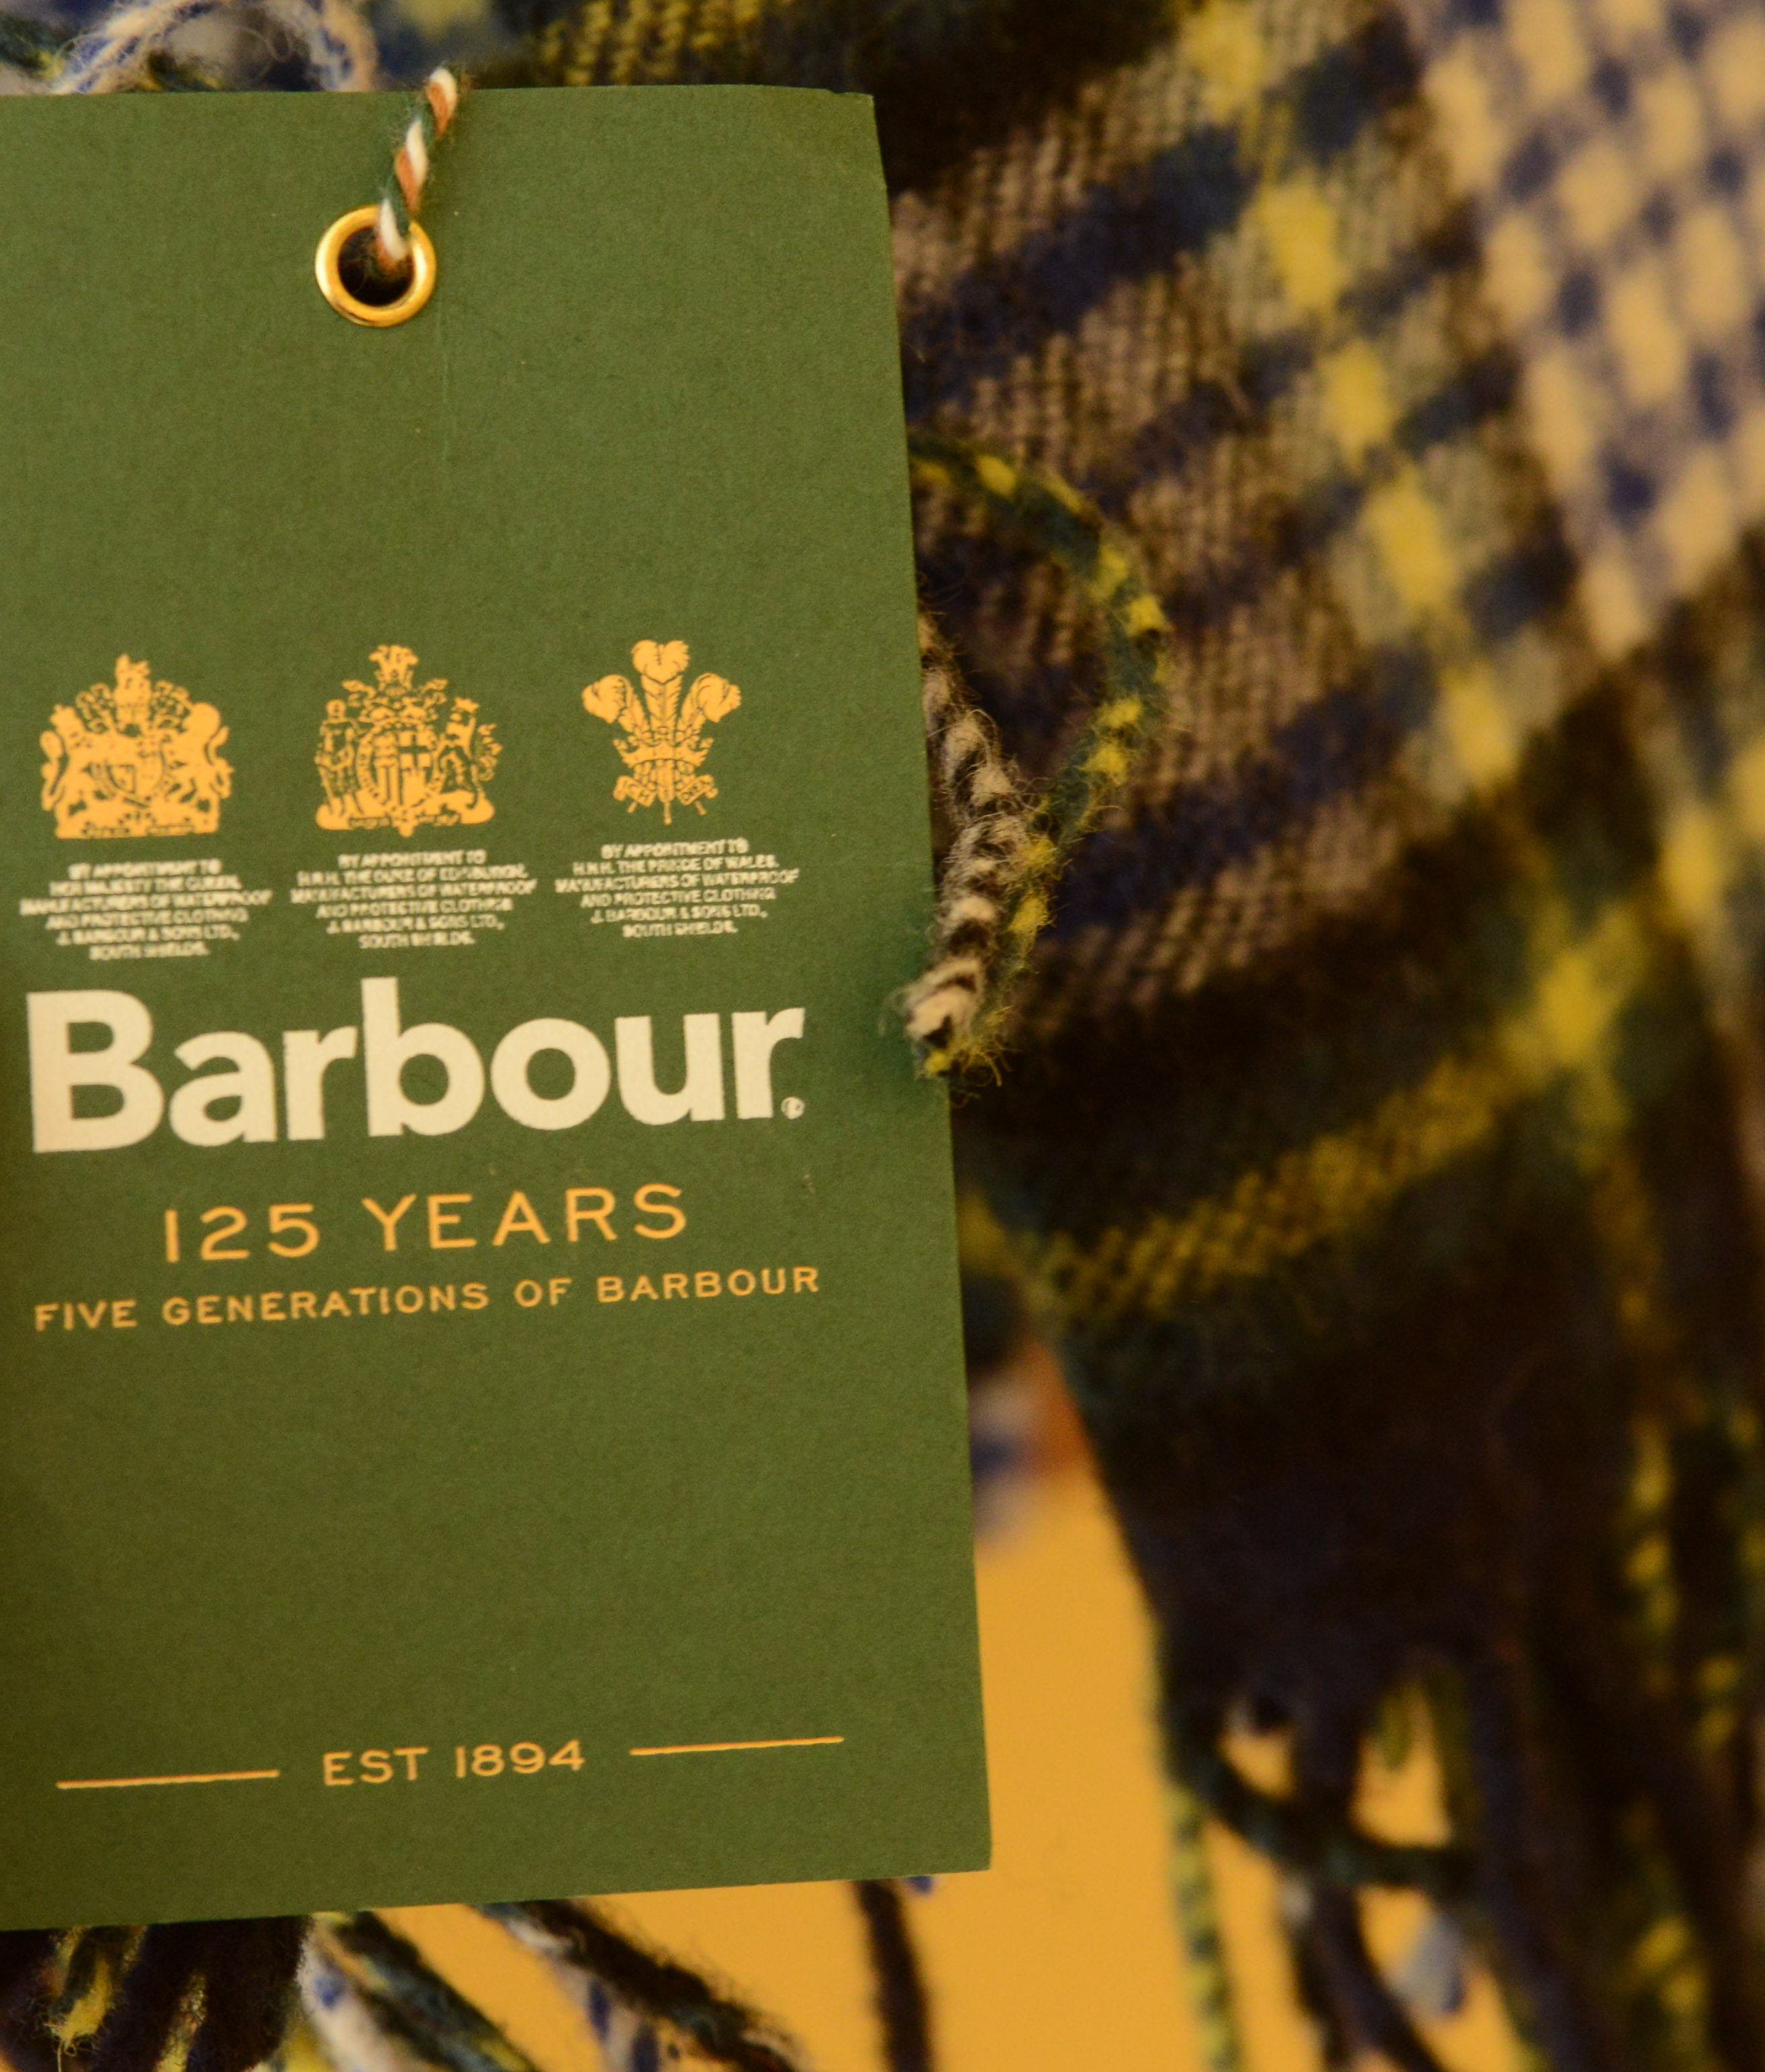 BY APPOINTMENT TO
HER MAJESTY THE QUEEN,
MANUFACTURERS OF WATERPROOF
AND PROTECTIVE CLOTHING
J. BARBOUR & SONS LTD.,
SOUTH SHIELDS.
BY APPOINTMENT TO
H.R.H. THE DUKE OF EDINBURGH,
MANUFACTURERS OF WATERPROOF
AND PROTECTIVE CLOTHING
J. BARBOUR & SONS LTD.,
SOUTH SHIELDS.
BY APPOINTMENT TO
H.R.H. THE PRINCE OF WALES,
MANUFACTURERS OF WATERPROOF
AND PROTECTIVE CLOTHING
J. BARBOUR & SONS LTD.,
SOUTH SHIELDS.
Barbour.®
125 YEARS
FIVE GENERATIONS OF BARBOUR
EST 1894